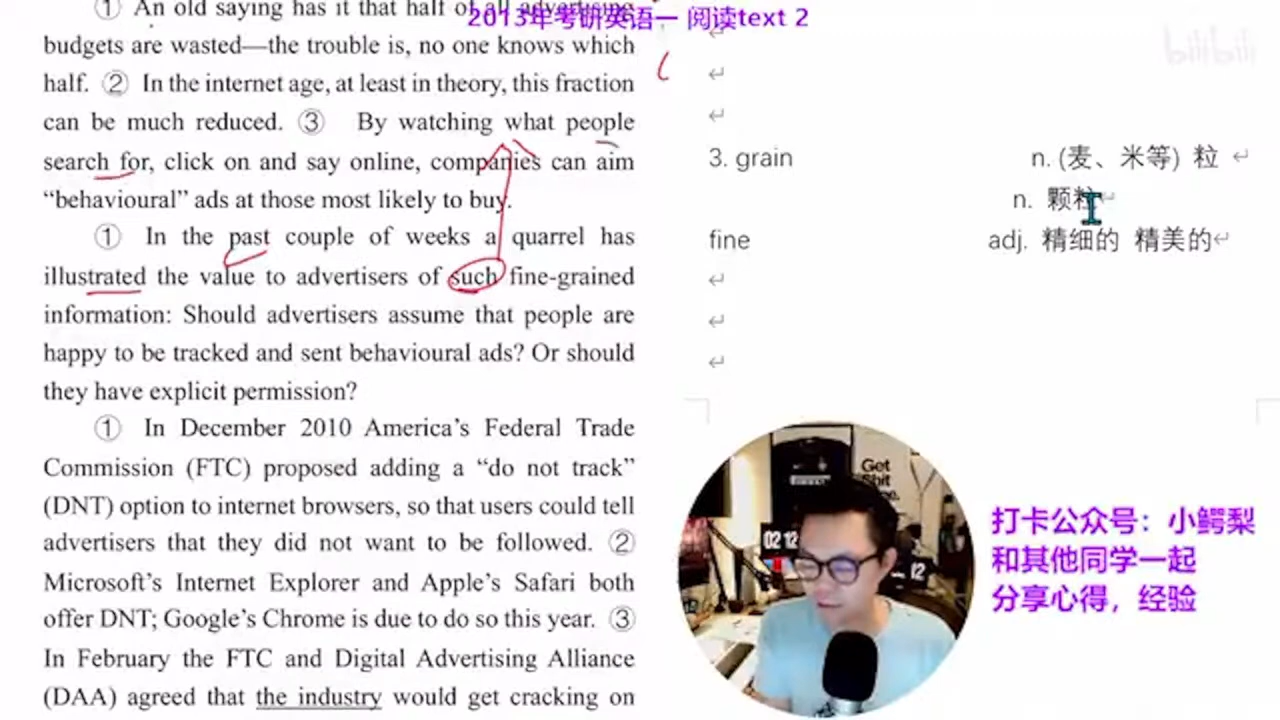 2013年考研英语一 阅读text 2
① An old saying has it that half of all advertising
budgets are wasted—the trouble is, no one knows which
half. ② In the internet age, at least in theory, this fraction
can be much reduced. ③ By watching what people
search for, click on and say online, companies can aim
“behavioural” ads at those most likely to buy.
① In the past couple of weeks a quarrel has
illustrated the value to advertisers of such fine-grained
information: Should advertisers assume that people are
happy to be tracked and sent behavioural ads? Or should
they have explicit permission?
① In December 2010 America’s Federal Trade
Commission (FTC) proposed adding a “do not track”
(DNT) option to internet browsers, so that users could tell
advertisers that they did not want to be followed. ②
Microsoft’s Internet Explorer and Apple’s Safari both
offer DNT; Google’s Chrome is due to do so this year. ③
In February the FTC and Digital Advertising Alliance
(DAA) agreed that the industry would get cracking on
bilibili
3. grain n. (麦、米等) 粒
n. 颗粒
fine adj. 精细的 精美的
Get
Shit
02 12
12
打卡公众号：小鳄梨
和其他同学一起
分享心得，经验